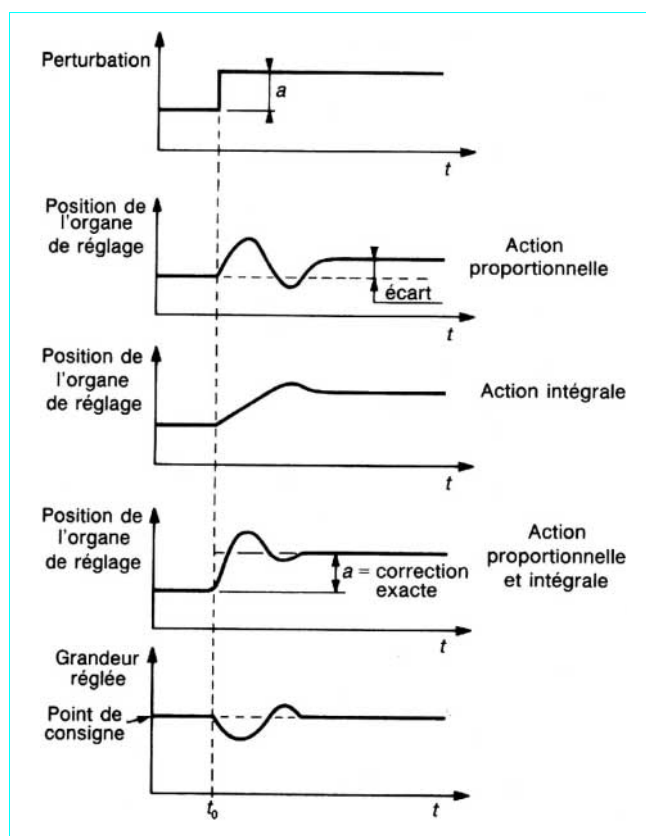 Perturbation
a
t
Position de
l'organe
de réglage
écart
Action
proportionnelle
t
Position de
l'organe
de réglage
Action intégrale
t
Position de
l'organe
de réglage
a = correction
exacte
Action
proportionnelle
et intégrale
t
Grandeur
réglée
Point de
consigne
t₀
t